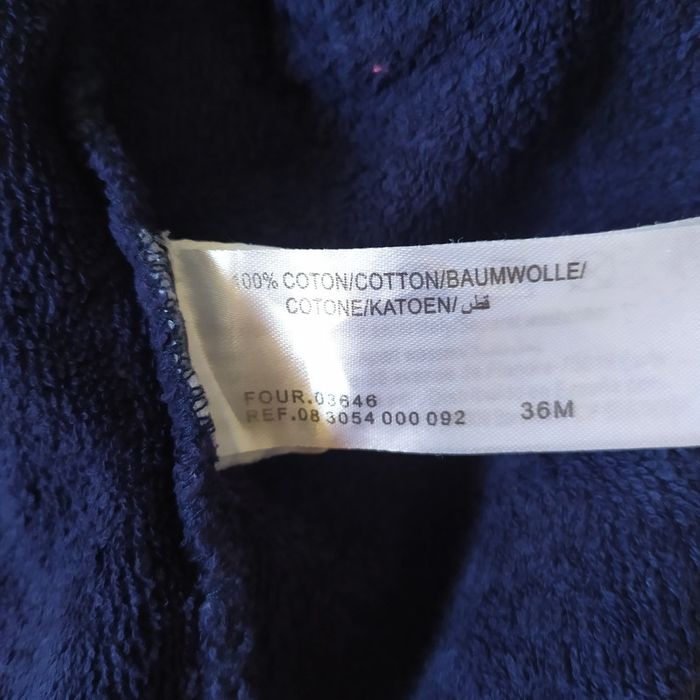 100% COTON/COTTON/BAUMWOLLE/
COTONE/KATOEN/قطن
FOUR.03646
REF.08 3054 000 092
36M